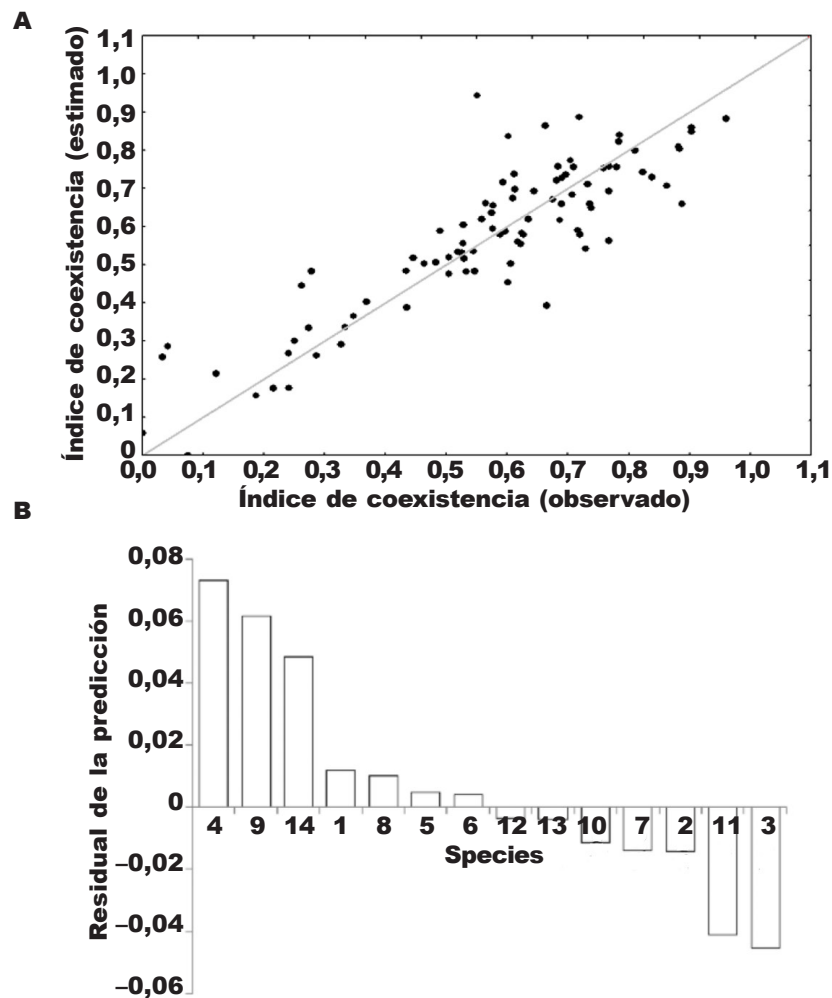 A
Índice de coexistencia (estimado)
1,1
1,0
0,9
0,8
0,7
0,6
0,5
0,4
0,3
0,2
0,1
0
0,0 0,1 0,2 0,3 0,4 0,5 0,6 0,7 0,8 0,9 1,0 1,1
Índice de coexistencia (observado)
B
Residual de la predicción
0,08
0,06
0,04
0,02
0
–0,02
–0,04
–0,06
4 9 14 1 8 5 6 12 13 10 7 2 11 3
Species